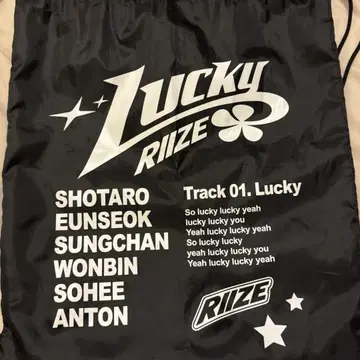 Lucky
RIIZE
SHOTARO
EUNSEOK
SUNGCHAN
WONBIN
SOHEE
ANTON
Track 01. Lucky
So lucky lucky yeah
lucky lucky you
Yeah lucky lucky yeah
So lucky lucky
yeah lucky lucky you
Yeah lucky lucky yeah
RIIZE